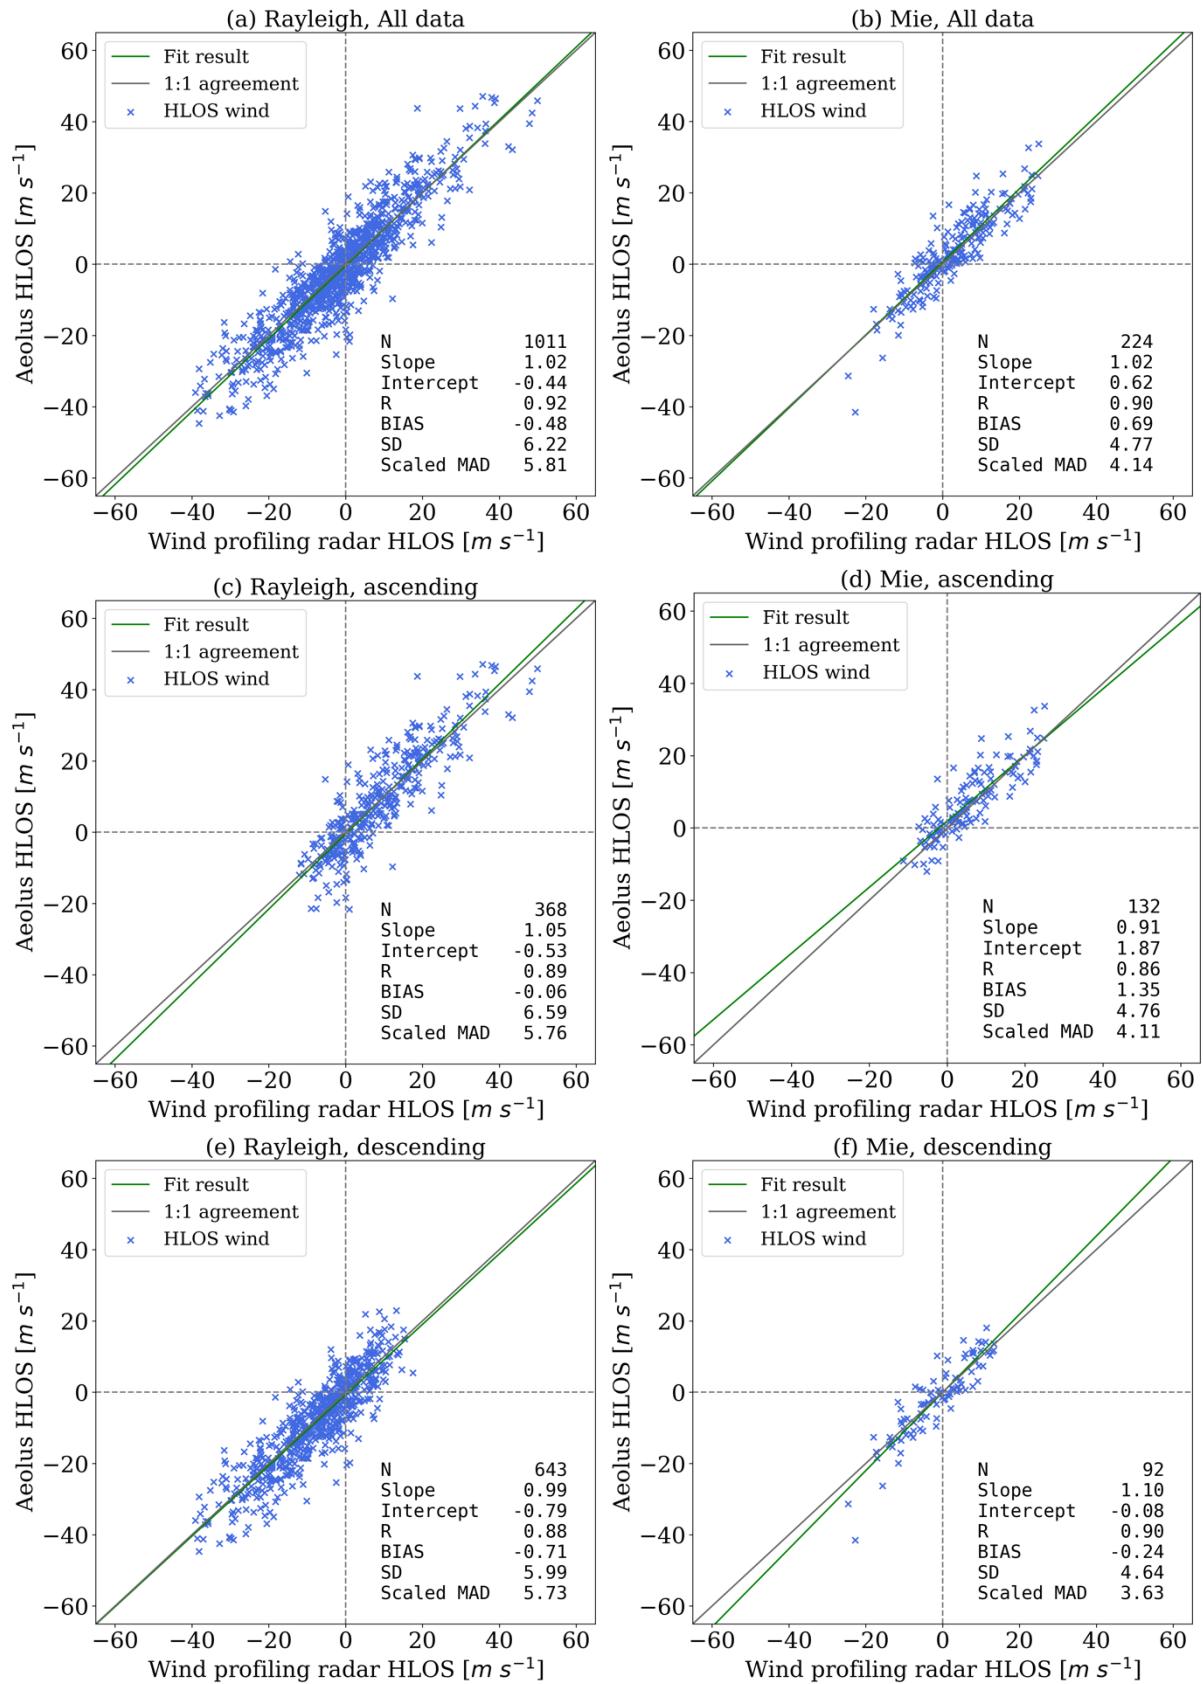 (a) Rayleigh, All data
Fit result
1:1 agreement
HLOS wind
60
40
20
0
−20
−40
−60
Aeolus HLOS [m s−1]
N 1011
Slope 1.02
Intercept -0.44
R 0.92
BIAS -0.48
SD 6.22
Scaled MAD 5.81
−60 −40 −20 0 20 40 60
Wind profiling radar HLOS [m s−1]
(b) Mie, All data
Fit result
1:1 agreement
HLOS wind
60
40
20
0
−20
−40
−60
Aeolus HLOS [m s−1]
N 224
Slope 1.02
Intercept 0.62
R 0.90
BIAS 0.69
SD 4.77
Scaled MAD 4.14
−60 −40 −20 0 20 40 60
Wind profiling radar HLOS [m s−1]
(c) Rayleigh, ascending
Fit result
1:1 agreement
HLOS wind
60
40
20
0
−20
−40
−60
Aeolus HLOS [m s−1]
N 368
Slope 1.05
Intercept -0.53
R 0.89
BIAS -0.06
SD 6.59
Scaled MAD 5.76
−60 −40 −20 0 20 40 60
Wind profiling radar HLOS [m s−1]
(d) Mie, ascending
Fit result
1:1 agreement
HLOS wind
60
40
20
0
−20
−40
−60
Aeolus HLOS [m s−1]
N 132
Slope 0.91
Intercept 1.87
R 0.86
BIAS 1.35
SD 4.76
Scaled MAD 4.11
−60 −40 −20 0 20 40 60
Wind profiling radar HLOS [m s−1]
(e) Rayleigh, descending
Fit result
1:1 agreement
HLOS wind
60
40
20
0
−20
−40
−60
Aeolus HLOS [m s−1]
N 643
Slope 0.99
Intercept -0.79
R 0.88
BIAS -0.71
SD 5.99
Scaled MAD 5.73
−60 −40 −20 0 20 40 60
Wind profiling radar HLOS [m s−1]
(f) Mie, descending
Fit result
1:1 agreement
HLOS wind
60
40
20
0
−20
−40
−60
Aeolus HLOS [m s−1]
N 92
Slope 1.10
Intercept -0.08
R 0.90
BIAS -0.24
SD 4.64
Scaled MAD 3.63
−60 −40 −20 0 20 40 60
Wind profiling radar HLOS [m s−1]